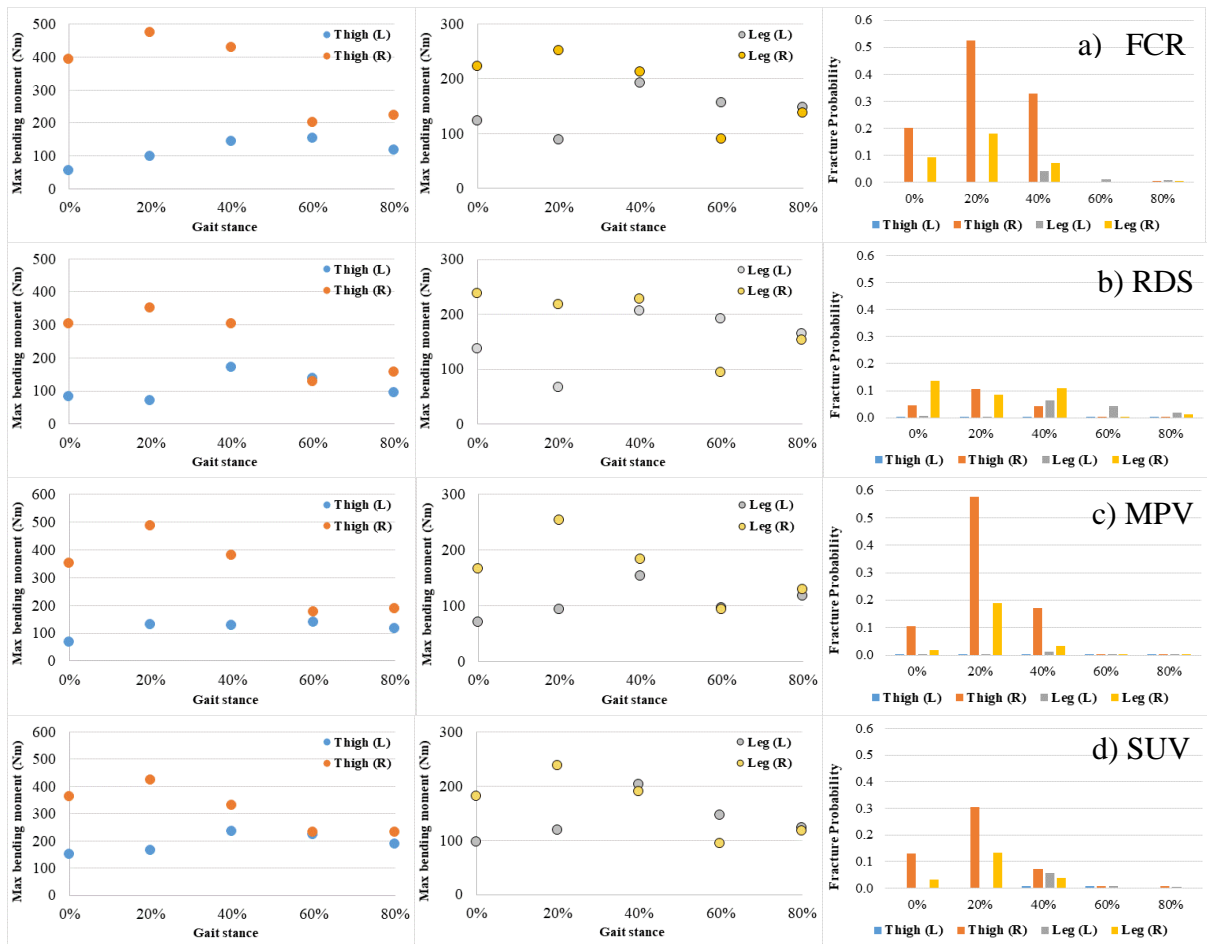 Max bending moment (Nm)
500
400
300
200
100
0
Thigh (L)
Thigh (R)
0% 20% 40% 60% 80%
Gait stance
Max bending moment (Nm)
300
200
100
0
Leg (L)
Leg (R)
0% 20% 40% 60% 80%
Gait stance
a) FCR
Fracture Probability
0.6
0.5
0.4
0.3
0.2
0.1
0.0
0% 20% 40% 60% 80%
Thigh (L) Thigh (R) Leg (L) Leg (R)
Max bending moment (Nm)
500
400
300
200
100
0
Thigh (L)
Thigh (R)
0% 20% 40% 60% 80%
Gait stance
Max bending moment (Nm)
300
200
100
0
Leg (L)
Leg (R)
0% 20% 40% 60% 80%
Gait stance
b) RDS
Fracture Probability
0.6
0.5
0.4
0.3
0.2
0.1
0.0
0% 20% 40% 60% 80%
Thigh (L) Thigh (R) Leg (L) Leg (R)
Max bending moment (Nm)
600
500
400
300
200
100
0
Thigh (L)
Thigh (R)
0% 20% 40% 60% 80%
Gait stance
Max bending moment (Nm)
300
200
100
0
Leg (L)
Leg (R)
0% 20% 40% 60% 80%
Gait stance
c) MPV
Fracture Probability
0.6
0.5
0.4
0.3
0.2
0.1
0.0
0% 20% 40% 60% 80%
Thigh (L) Thigh (R) Leg (L) Leg (R)
Max bending moment (Nm)
600
500
400
300
200
100
0
Thigh (L)
Thigh (R)
0% 20% 40% 60% 80%
Gait stance
Max bending moment (Nm)
300
200
100
0
Leg (L)
Leg (R)
0% 20% 40% 60% 80%
Gait stance
d) SUV
Fracture Probability
0.6
0.5
0.4
0.3
0.2
0.1
0.0
0% 20% 40% 60% 80%
Thigh (L) Thigh (R) Leg (L) Leg (R)